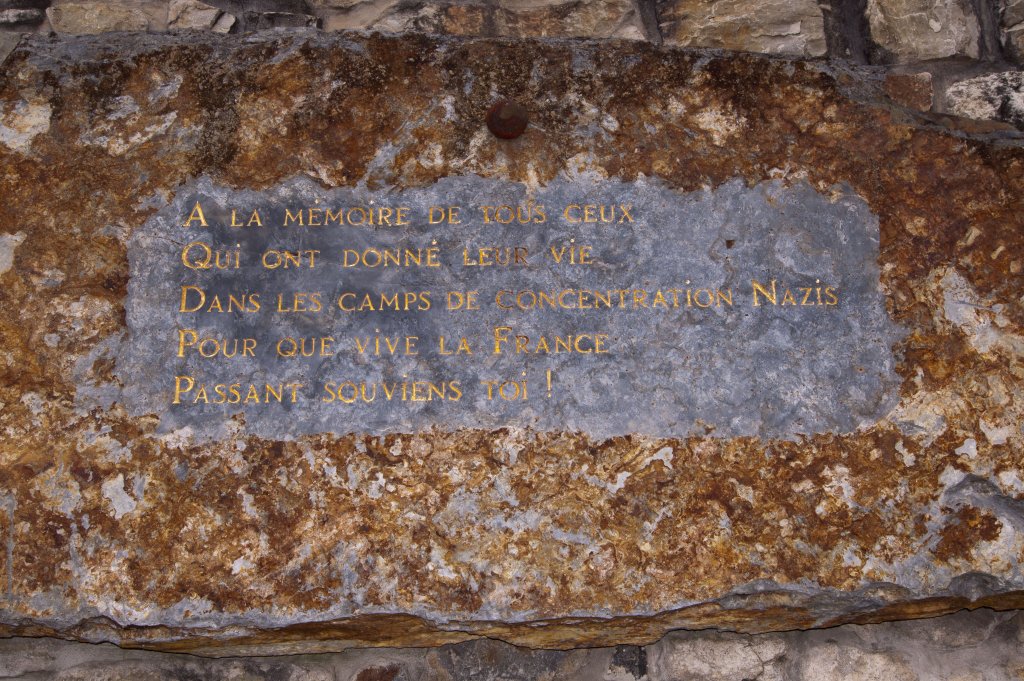 A LA MÉMOIRE DE TOUS CEUX
QUI ONT DONNÉ LEUR VIE
DANS LES CAMPS DE CONCENTRATION NAZIS
POUR QUE VIVE LA FRANCE
PASSANT SOUVIENS TOI !